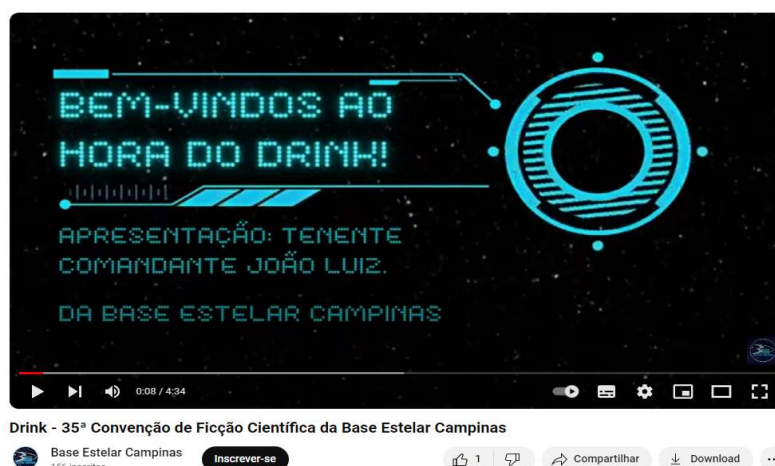 BEM-VINDOS AO
HORA DO DRINK!
APRESENTAÇÃO: TENENTE
COMANDANTE JOÃO LUIZ.
DA BASE ESTELAR CAMPINAS
0:08 / 4:34
Drink - 35ª Convenção de Ficção Científica da Base Estelar Campinas
Base Estelar Campinas
Inscrever-se
1
Compartilhar
Download